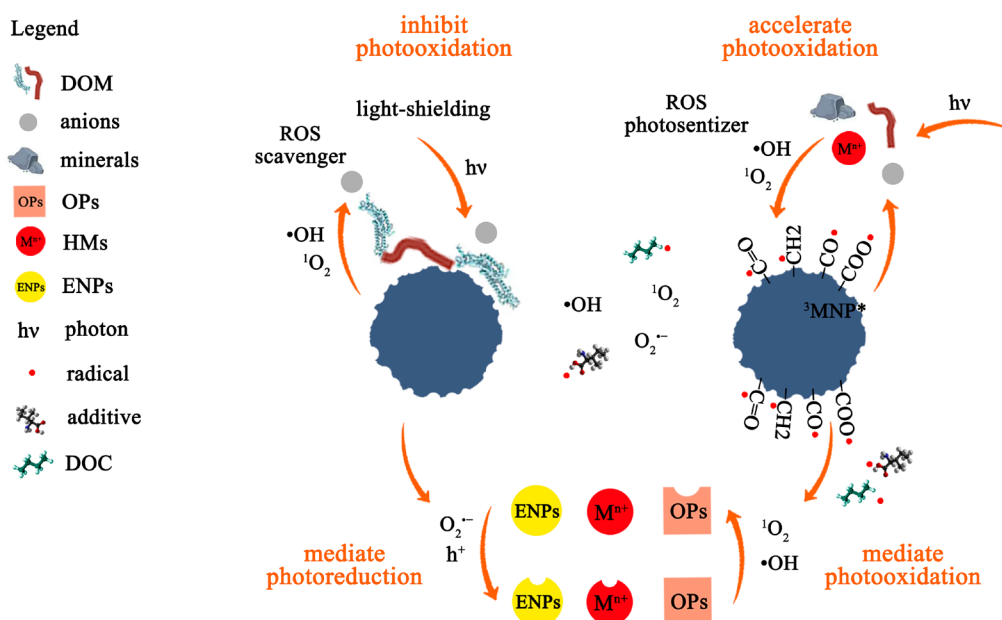 Legend
DOM
anions
minerals
OPs OPs
Mⁿ⁺ HMs
ENPs ENPs
hν photon
radical
additive
DOC
inhibit
photooxidation
light-shielding
ROS
scavenger
hν
•OH
¹O₂
accelerate
photooxidation
ROS
photosentizer
hν
•OH
¹O₂
Mⁿ⁺
C=O
CH2
CO
COO
³MNP*
C=O
CH2
CO
COO
¹O₂
•OH
O₂•−
O₂•−
h⁺
mediate
photoreduction
ENPs Mⁿ⁺ OPs
ENPs Mⁿ⁺ OPs
¹O₂
•OH
mediate
photooxidation